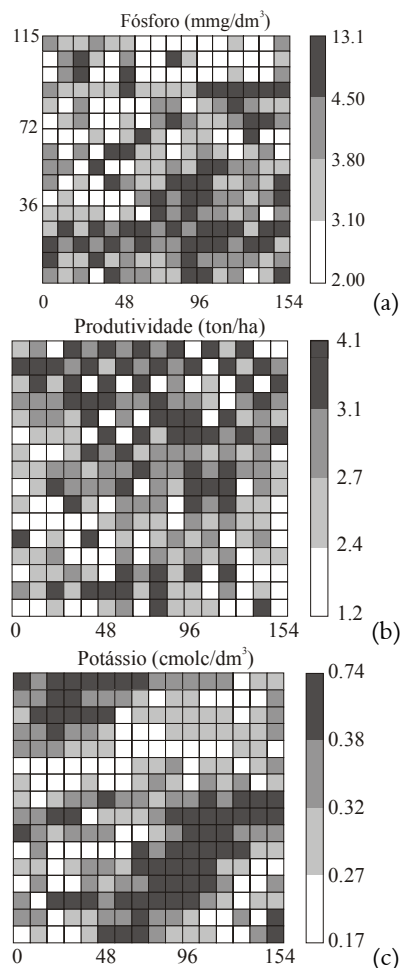 Fósforo (mmg/dm³)
115
72
36
0 48 96 154
13.1
4.50
3.80
3.10
2.00
(a)
Produtividade (ton/ha)
4.1
3.1
2.7
2.4
1.2
0 48 96 154
(b)
Potássio (cmolc/dm³)
0.74
0.38
0.32
0.27
0.17
0 48 96 154
(c)